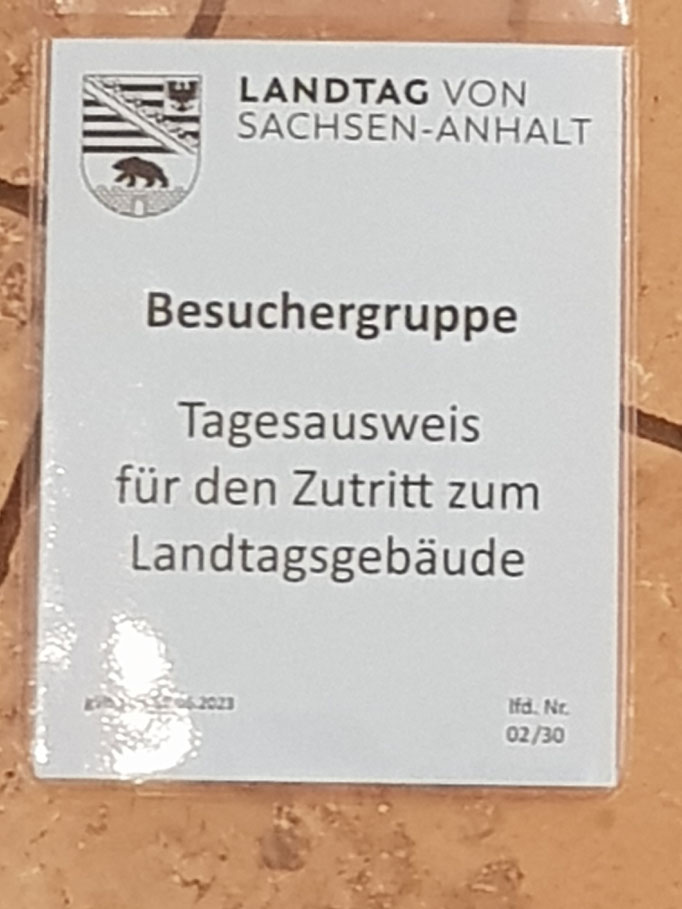 LANDTAG VON
SACHSEN-ANHALT
Besuchergruppe
Tagesausweis
für den Zutritt zum
Landtagsgebäude
lfd. Nr.
02/30